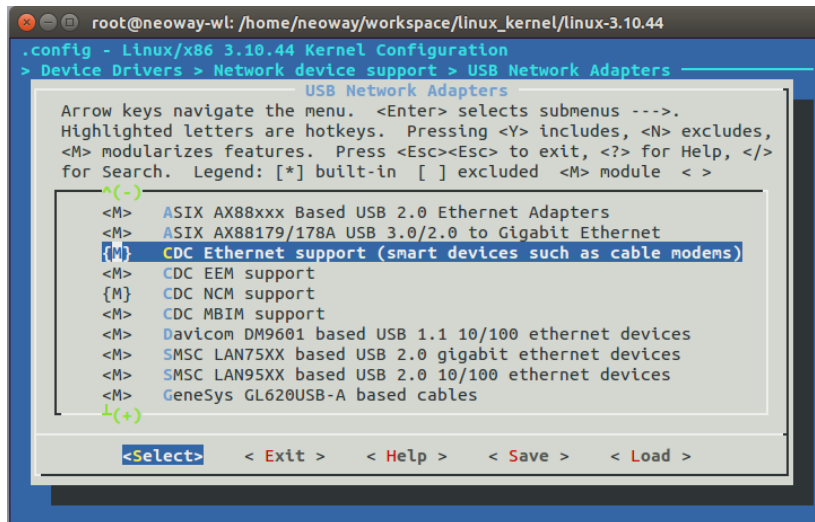 root@neoway-wl: /home/neoway/workspace/linux_kernel/linux-3.10.44
.config - Linux/x86 3.10.44 Kernel Configuration
> Device Drivers > Network device support > USB Network Adapters
USB Network Adapters
Arrow keys navigate the menu.  <Enter> selects submenus --->.
Highlighted letters are hotkeys.  Pressing <Y> includes, <N> excludes,
<M> modularizes features.  Press <Esc><Esc> to exit, <?> for Help, </>
for Search.  Legend: [*] built-in  [ ] excluded  <M> module  < >
^(-)
<M>   ASIX AX88xxx Based USB 2.0 Ethernet Adapters
<M>   ASIX AX88179/178A USB 3.0/2.0 to Gigabit Ethernet
{M}   CDC Ethernet support (smart devices such as cable modems)
<M>   CDC EEM support
{M}   CDC NCM support
<M>   CDC MBIM support
<M>   Davicom DM9601 based USB 1.1 10/100 ethernet devices
<M>   SMSC LAN75XX based USB 2.0 gigabit ethernet devices
<M>   SMSC LAN95XX based USB 2.0 10/100 ethernet devices
<M>   GeneSys GL620USB-A based cables
┴(+)
<Select>    < Exit >    < Help >    < Save >    < Load >